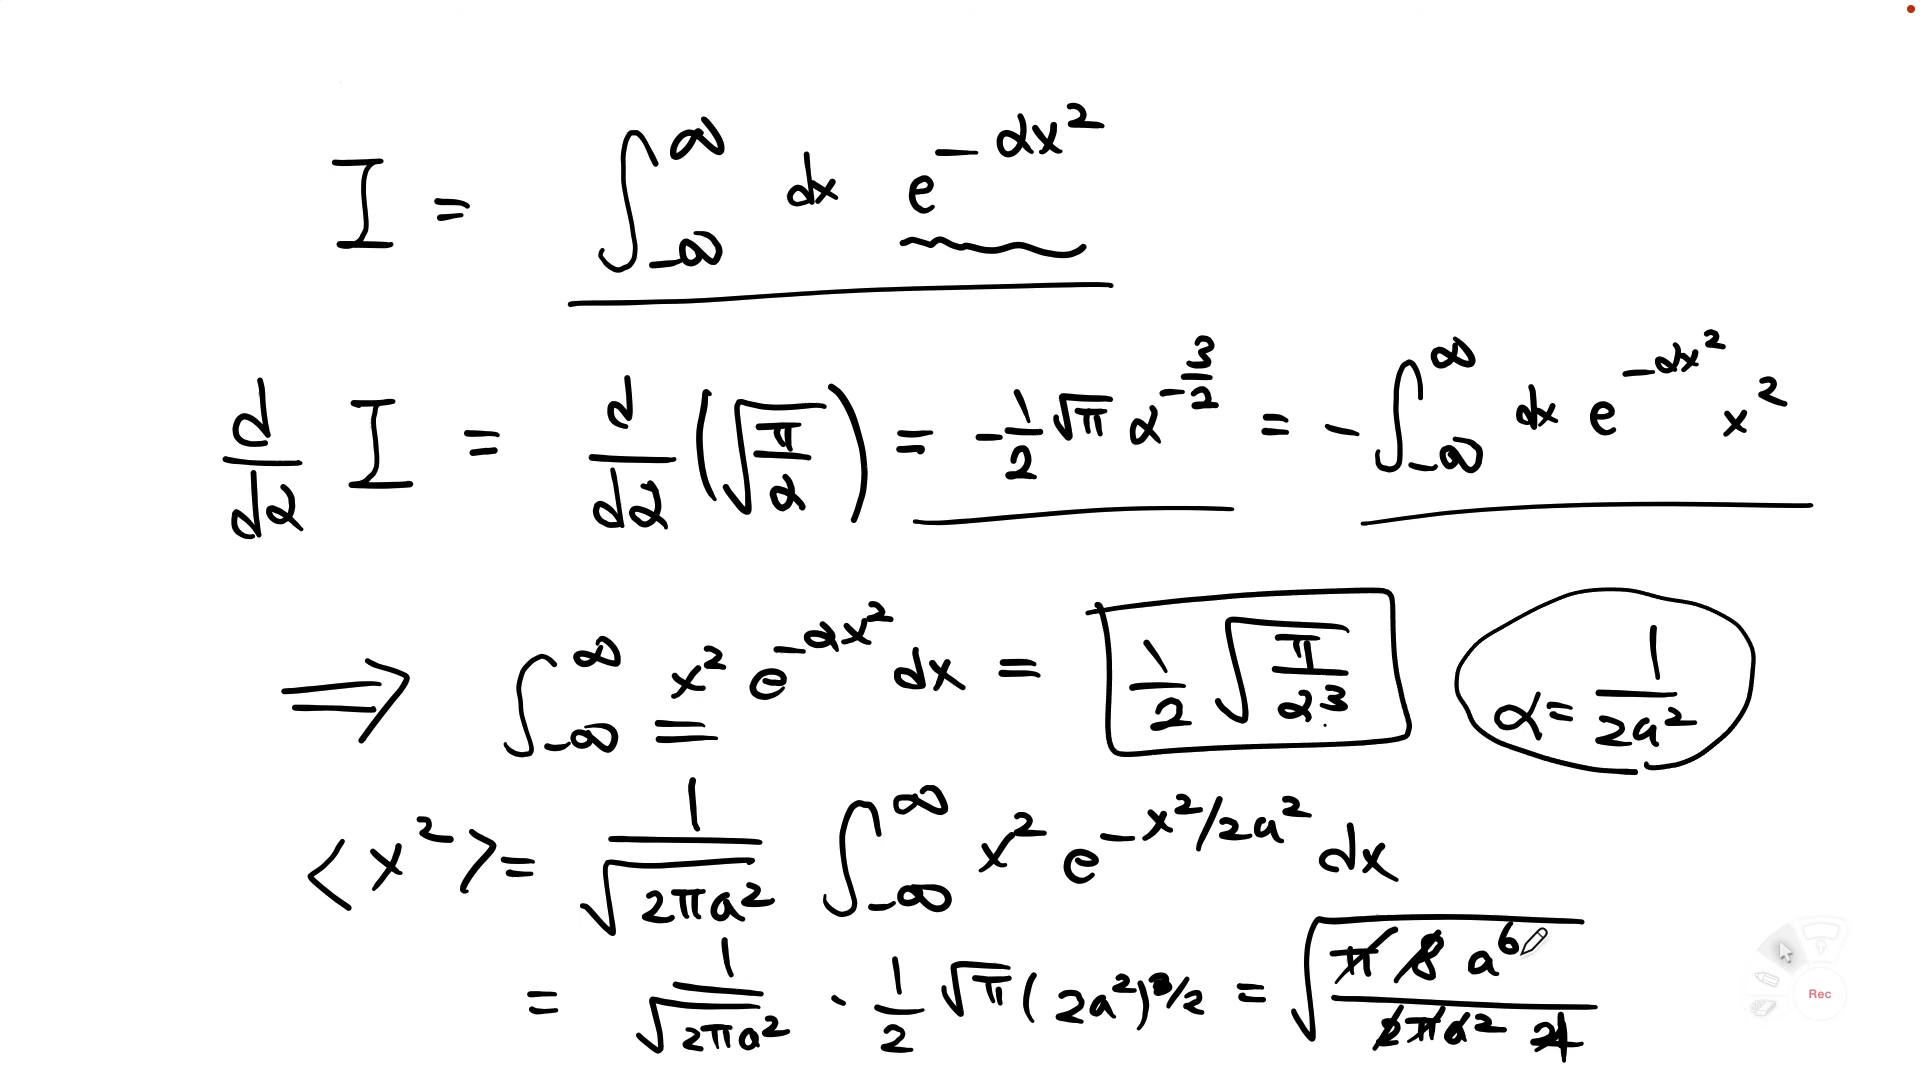 I = ∫_{-∞}^{∞} dx e^{-αx²}
d/dα I = d/dα (√(π/α)) = -1/2 √π α^{-3/2} = -∫_{-∞}^{∞} dx e^{-αx²} x²
⇒ ∫_{-∞}^{∞} x² e^{-αx²} dx = 1/2 √(π/α³) α = 1/2a²
<x²> = 1/√(2πa²) ∫_{-∞}^{∞} x² e^{-x²/2a²} dx
= 1/√(2πa²) · 1/2 √π (2a²)^{3/2} = √(π 8 a⁶ / 2πa² 4)
Rec